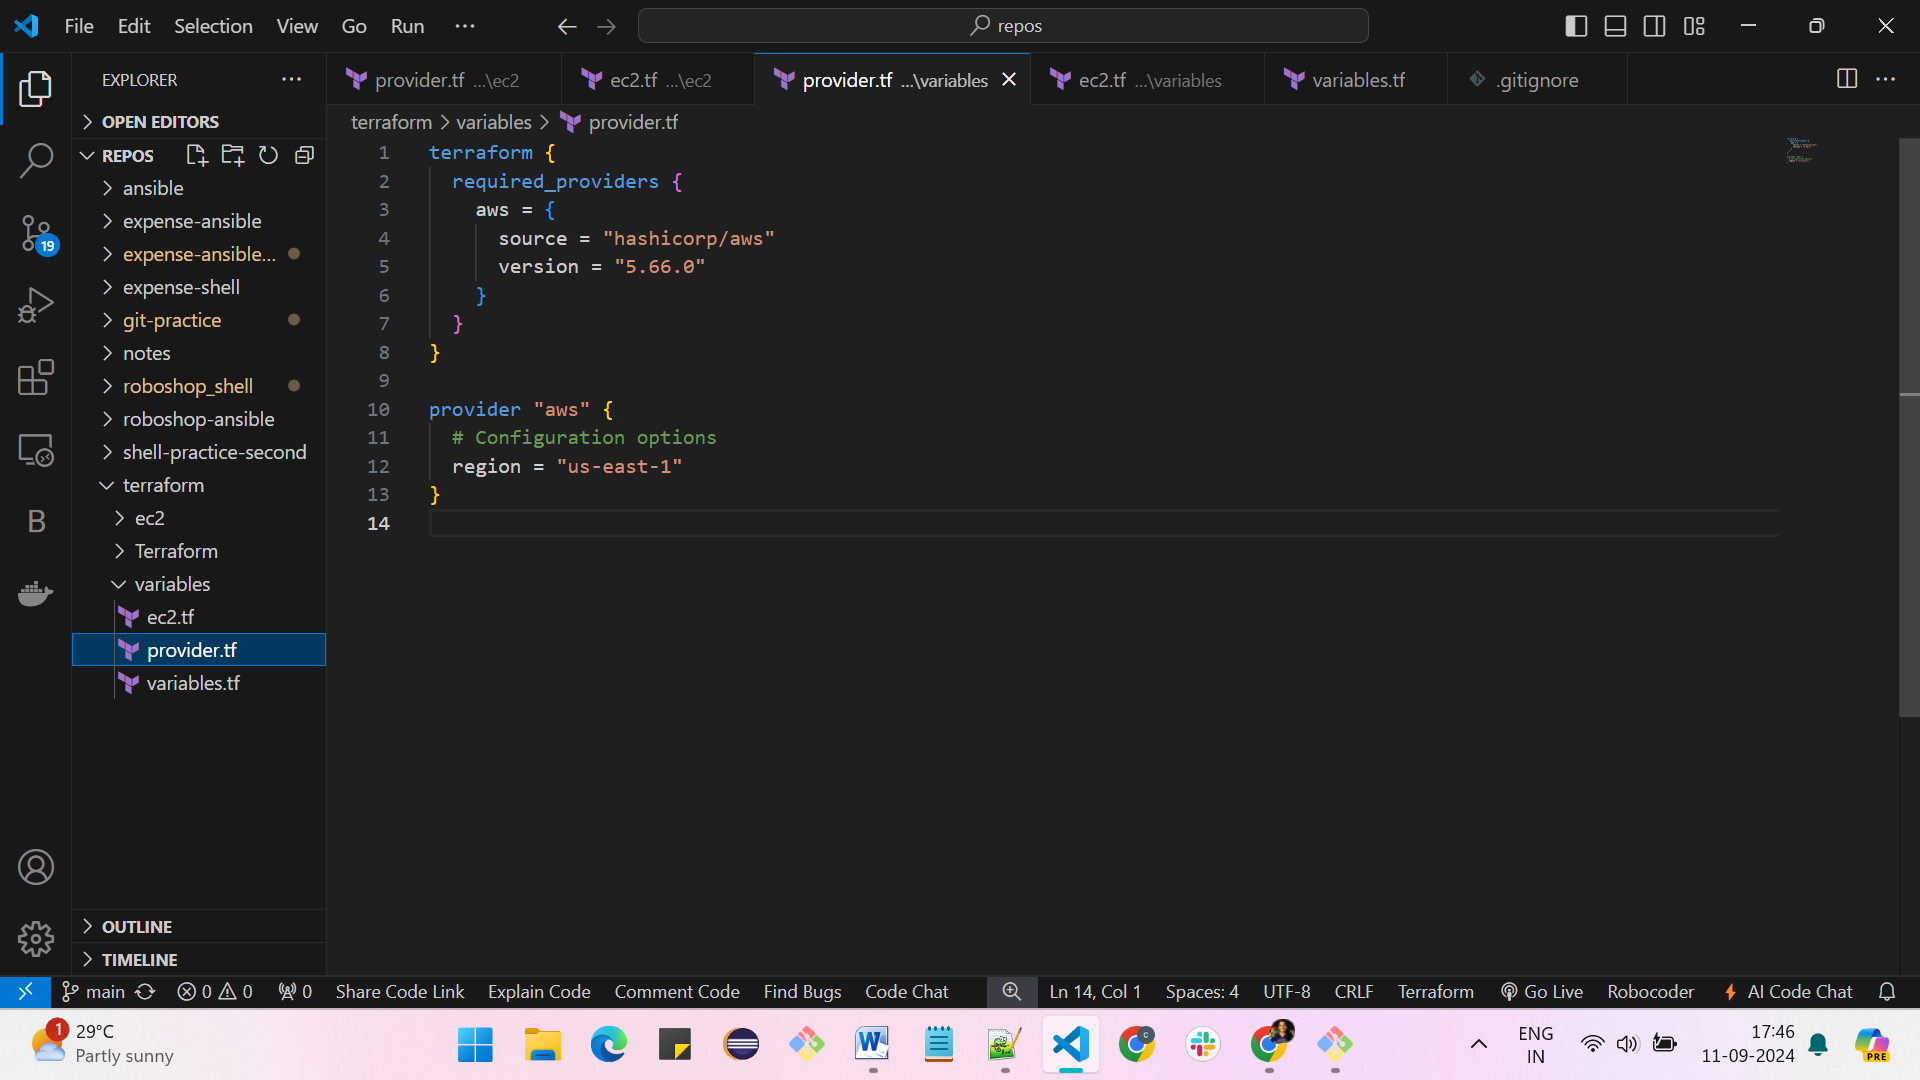 File Edit Selection View Go Run ···
repos
EXPLORER ···
OPEN EDITORS
REPOS
ansible
expense-ansible
expense-ansible...
expense-shell
git-practice
notes
roboshop_shell
roboshop-ansible
shell-practice-second
terraform
ec2
Terraform
variables
ec2.tf
provider.tf
variables.tf
OUTLINE
TIMELINE
19
B
provider.tf ...\ec2
ec2.tf ...\ec2
provider.tf ...\variables
ec2.tf ...\variables
variables.tf
.gitignore
terraform > variables > provider.tf
1 terraform {
2 required_providers {
3 aws = {
4 source = "hashicorp/aws"
5 version = "5.66.0"
6 }
7 }
8 }
9
10 provider "aws" {
11 # Configuration options
12 region = "us-east-1"
13 }
14
main 0 0 0 Share Code Link Explain Code Comment Code Find Bugs Code Chat Ln 14, Col 1 Spaces: 4 UTF-8 CRLF Terraform Go Live Robocoder AI Code Chat
1 29°C
Partly sunny
W
c
ENG
IN
17:46
11-09-2024
PRE